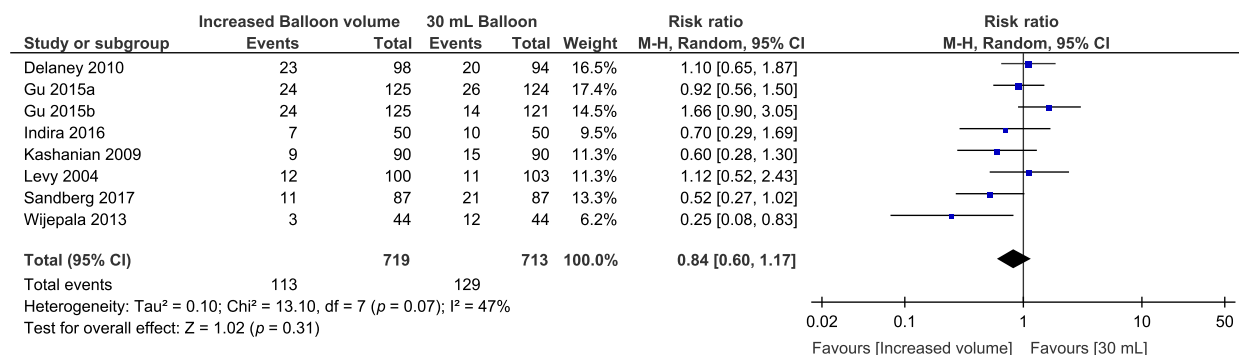 Increased Balloon volume 30 mL Balloon Risk ratio Risk ratio
Study or subgroup Events Total Events Total Weight M-H, Random, 95% CI M-H, Random, 95% CI
Delaney 2010 23 98 20 94 16.5% 1.10 [0.65, 1.87]
Gu 2015a 24 125 26 124 17.4% 0.92 [0.56, 1.50]
Gu 2015b 24 125 14 121 14.5% 1.66 [0.90, 3.05]
Indira 2016 7 50 10 50 9.5% 0.70 [0.29, 1.69]
Kashanian 2009 9 90 15 90 11.3% 0.60 [0.28, 1.30]
Levy 2004 12 100 11 103 11.3% 1.12 [0.52, 2.43]
Sandberg 2017 11 87 21 87 13.3% 0.52 [0.27, 1.02]
Wijepala 2013 3 44 12 44 6.2% 0.25 [0.08, 0.83]
Total (95% CI) 719 713 100.0% 0.84 [0.60, 1.17]
Total events 113 129
Heterogeneity: Tau² = 0.10; Chi² = 13.10, df = 7 (p = 0.07); I² = 47%
Test for overall effect: Z = 1.02 (p = 0.31)
0.02 0.1 1 10 50
Favours [Increased volume] Favours [30 mL]